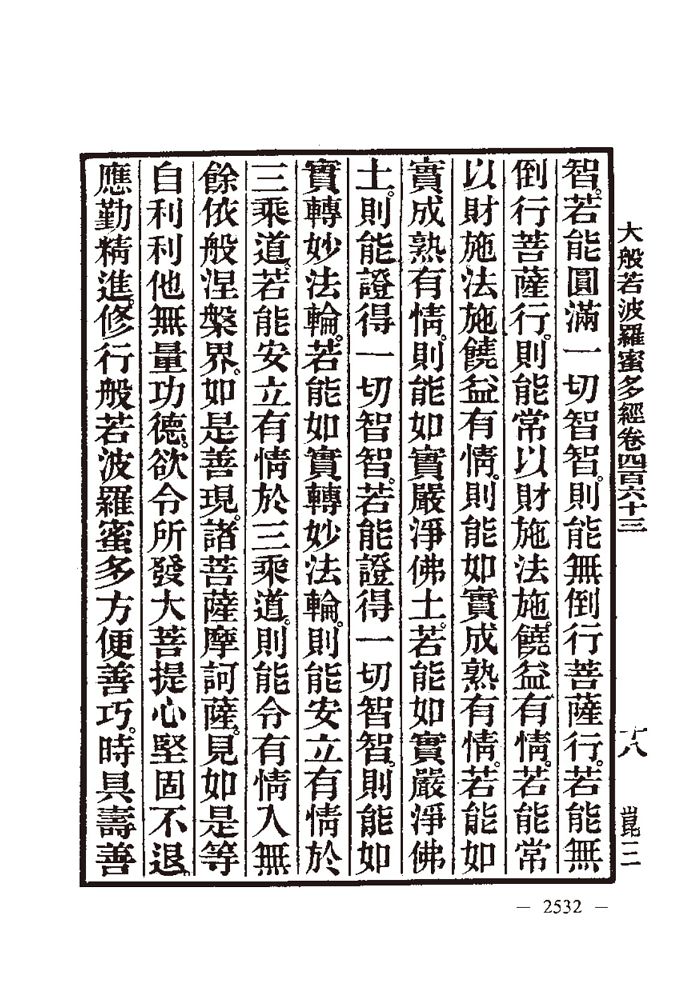 大般若波羅蜜多經卷四百六十三 十八 崑三
智。若能圓滿一切智智。則能無倒行菩薩行。若能無
倒行菩薩行。則能常以財施法施。饒益有情。若能常
以財施法施。饒益有情。則能如實成熟有情。若能如
實成熟有情。則能如實嚴淨佛土。若能如實嚴淨佛
土。則能證得一切智智。若能證得一切智智。則能如
實轉妙法輪。若能如實轉妙法輪。則能安立有情於
三乘道。若能安立有情於三乘道。則能令有情入無
餘依般涅槃界。如是善現。諸菩薩摩訶薩。見如是等
自利利他無量功德。欲令所發大菩提心堅固不退。
應勤精進。修行般若波羅蜜多方便善巧。時具壽善
— 2532 —